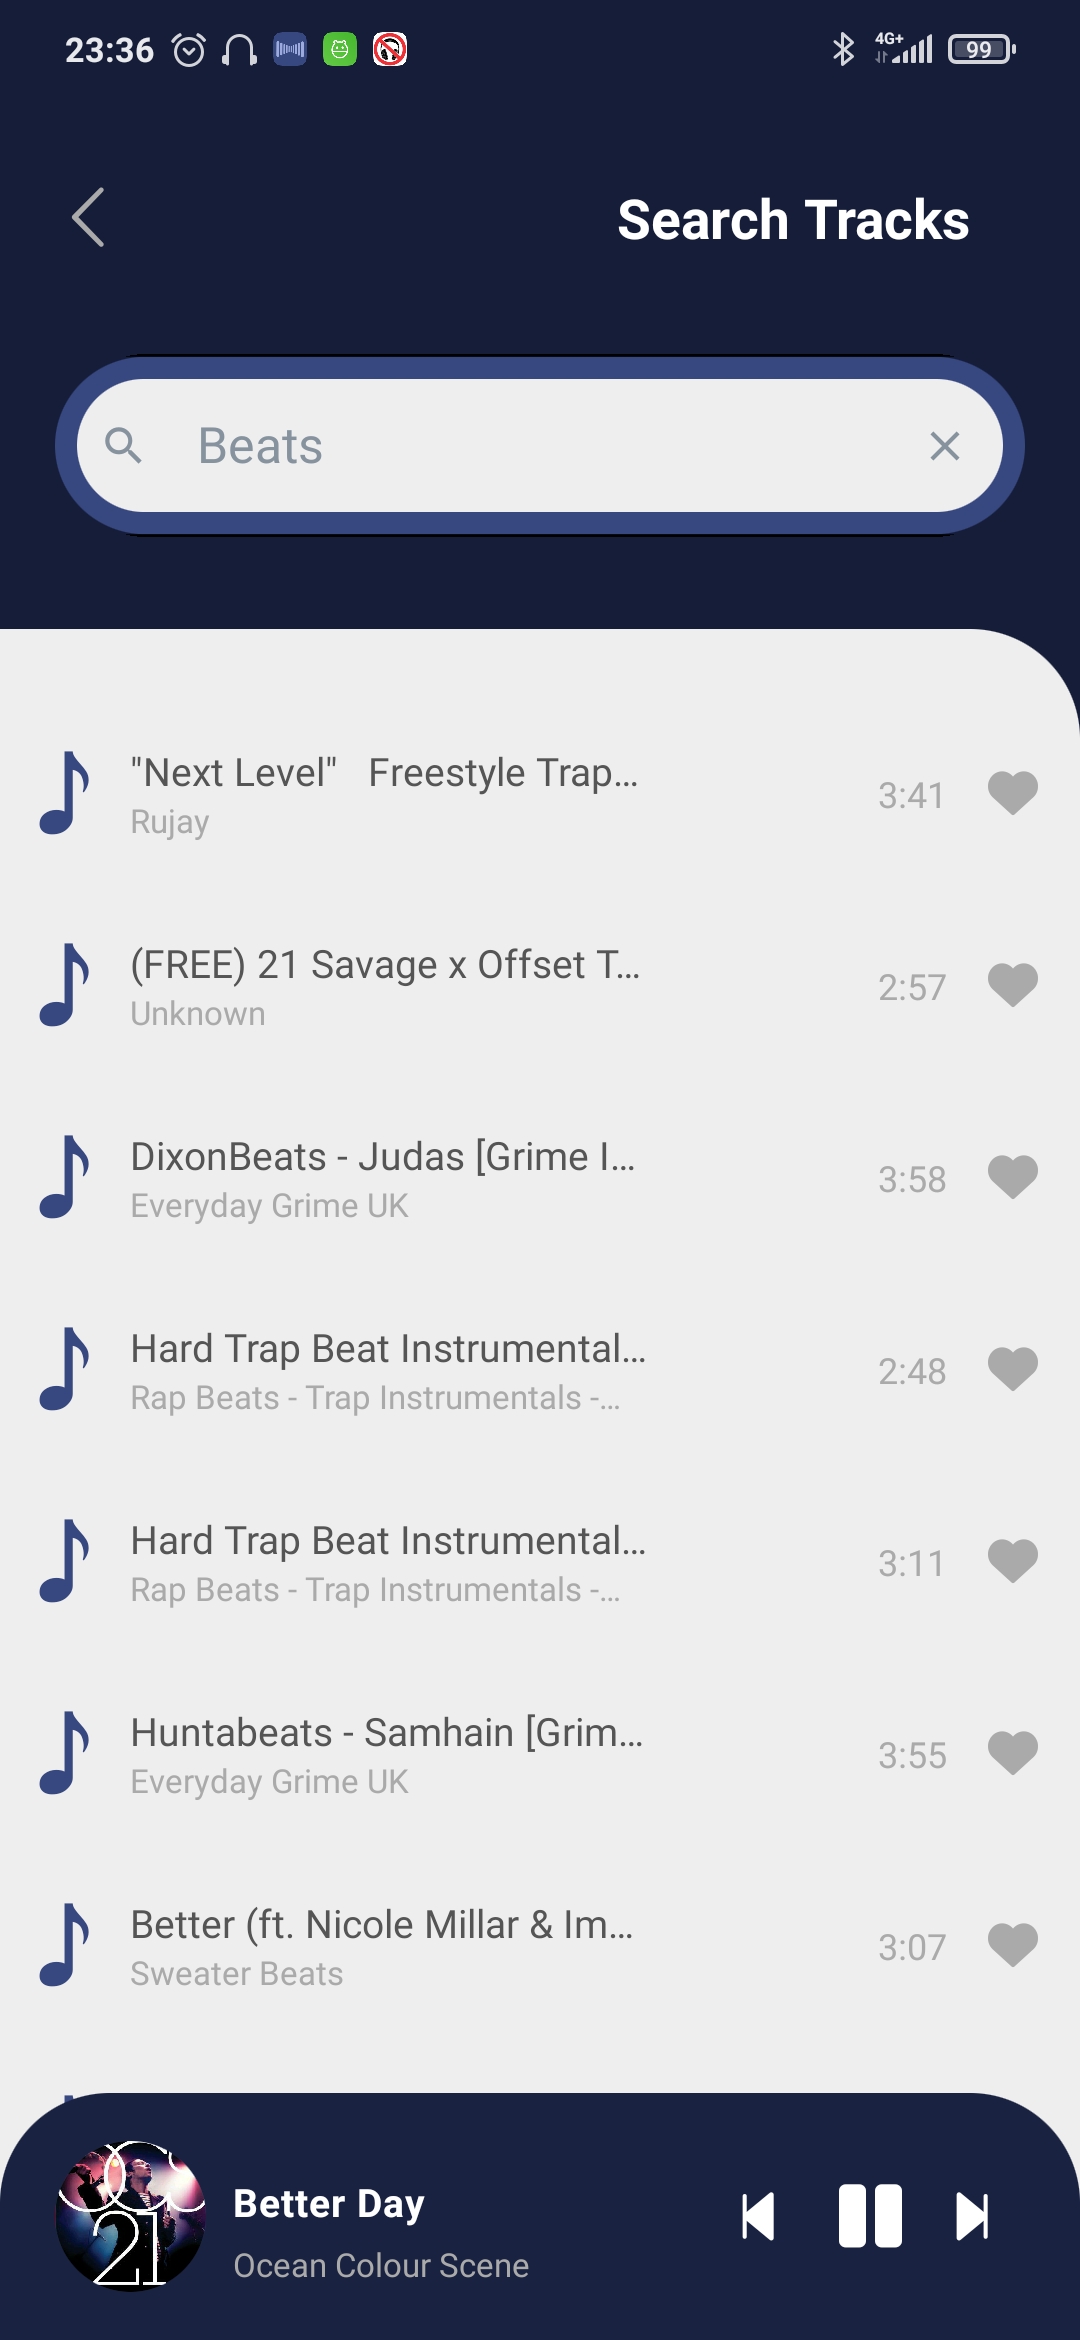 23:36
4G+
99
Search Tracks
Beats
"Next Level"   Freestyle Trap...
Rujay
3:41
(FREE) 21 Savage x Offset T...
Unknown
2:57
DixonBeats - Judas [Grime I...
Everyday Grime UK
3:58
Hard Trap Beat Instrumental...
Rap Beats - Trap Instrumentals -...
2:48
Hard Trap Beat Instrumental...
Rap Beats - Trap Instrumentals -...
3:11
Huntabeats - Samhain [Grim...
Everyday Grime UK
3:55
Better (ft. Nicole Millar & Im...
Sweater Beats
3:07
21
Better Day
Ocean Colour Scene